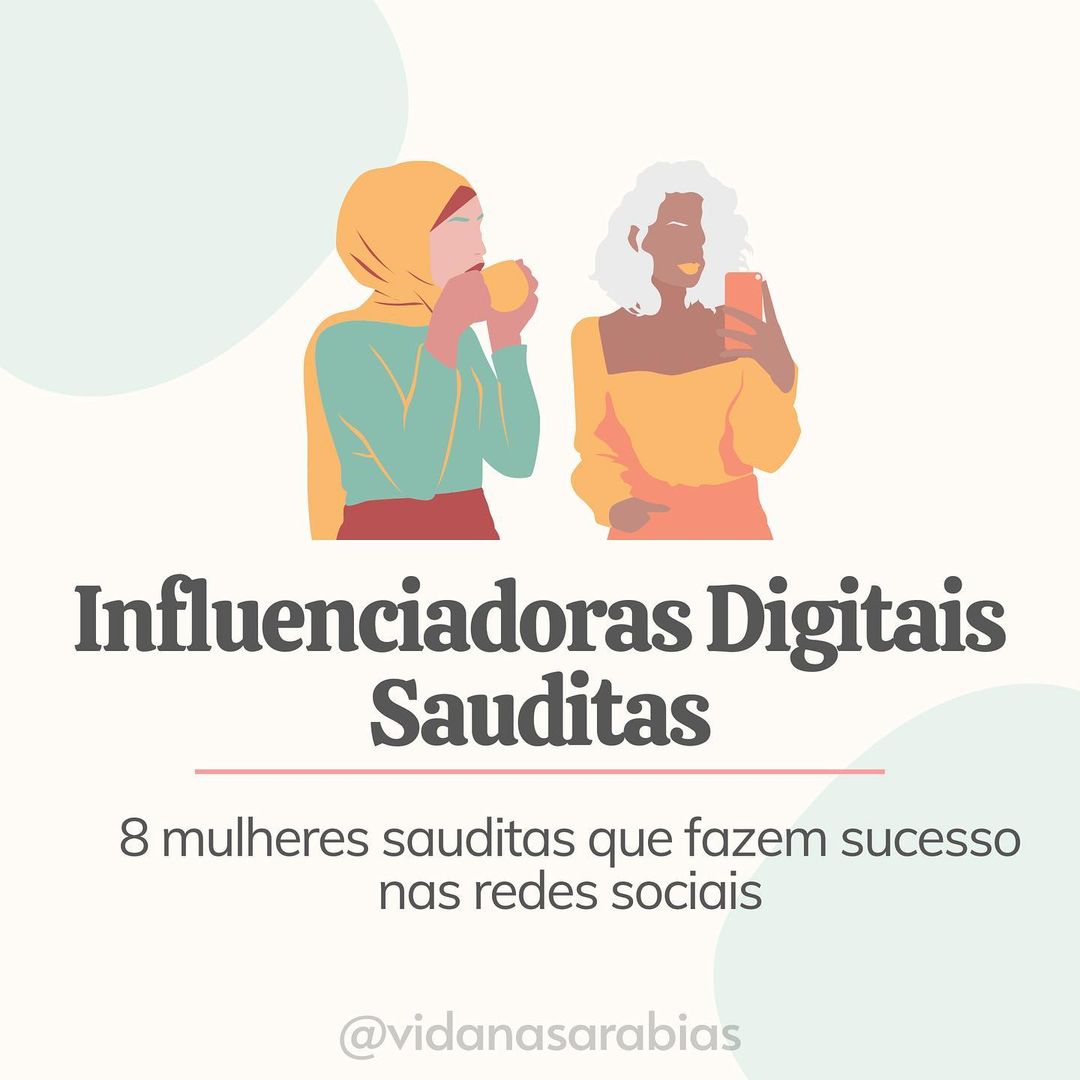 Influenciadoras Digitais
Sauditas
8 mulheres sauditas que fazem sucesso
nas redes sociais
@vidanasarabias